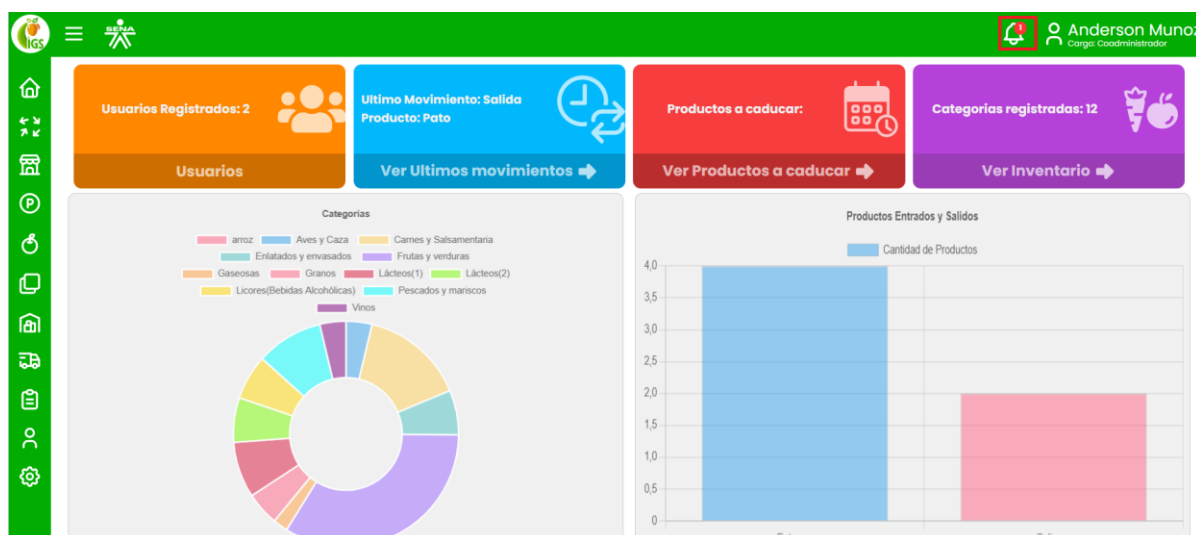 IGS
SENA
1
Anderson Munoz
Cargo: Coadministrador
Usuarios Registrados: 2
Usuarios
Ultimo Movimiento: Salida
Producto: Pato
Ver Ultimos movimientos
Productos a caducar:
Ver Productos a caducar
Categorias registradas: 12
Ver Inventario
P
Categorias
arroz Aves y Caza Carnes y Salsamentaria
Enlatados y envasados Frutas y verduras
Gaseosas Granos Lácteos(1) Lácteos(2)
Licores(Bebidas Alcohólicas) Pescados y mariscos
Vinos
Productos Entrados y Salidos
Cantidad de Productos
4,0
3,5
3,0
2,5
2,0
1,5
1,0
0,5
0